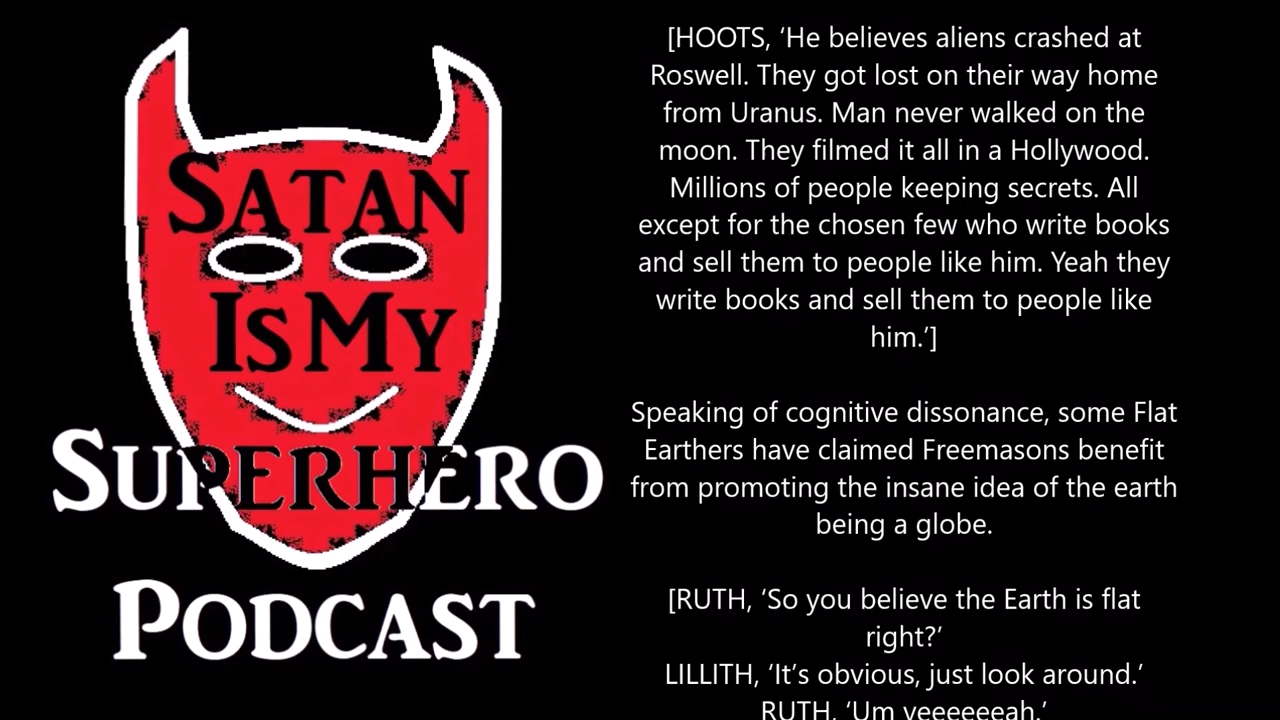 SATAN
IS MY
SUPERHERO
PODCAST
[HOOTS, ‘He believes aliens crashed at
Roswell. They got lost on their way home
from Uranus. Man never walked on the
moon. They filmed it all in a Hollywood.
Millions of people keeping secrets. All
except for the chosen few who write books
and sell them to people like him. Yeah they
write books and sell them to people like
him.’]
Speaking of cognitive dissonance, some Flat
Earthers have claimed Freemasons benefit
from promoting the insane idea of the earth
being a globe.
[RUTH, ‘So you believe the Earth is flat
right?’
LILLITH, ‘It’s obvious, just look around.’
RUTH, ‘Um yeeeeeeah.’